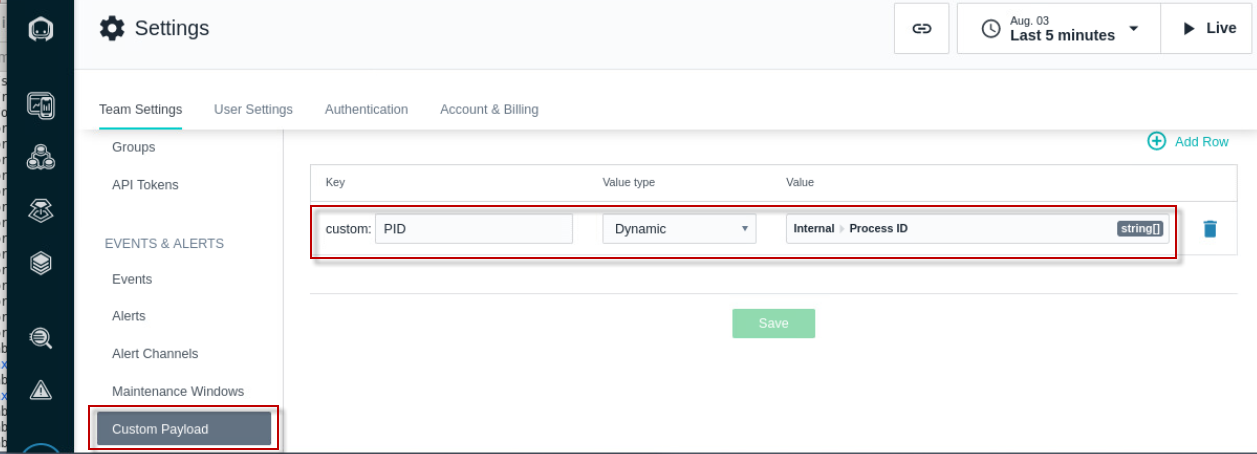 Settings
Aug. 03
Last 5 minutes
Live
Team Settings User Settings Authentication Account & Billing
Groups
API Tokens
EVENTS & ALERTS
Events
Alerts
Alert Channels
Maintenance Windows
Custom Payload
Add Row
Key Value type Value
custom: PID Dynamic Internal Process ID string[]
Save